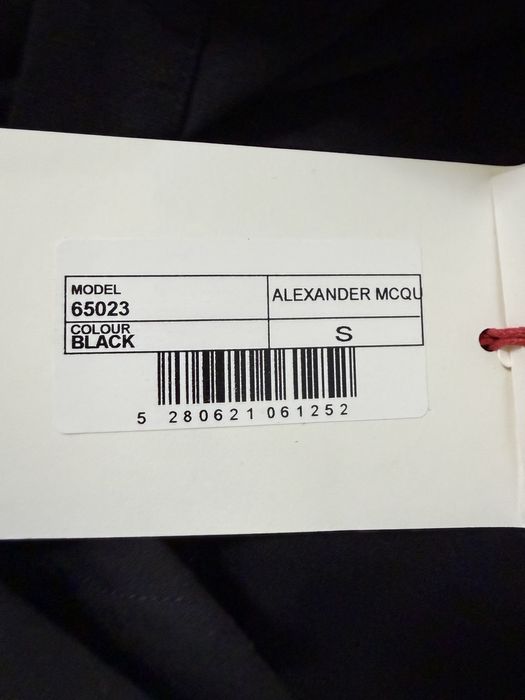 MODEL
65023
ALEXANDER MCQU
COLOUR
BLACK
S
5 280621 061252